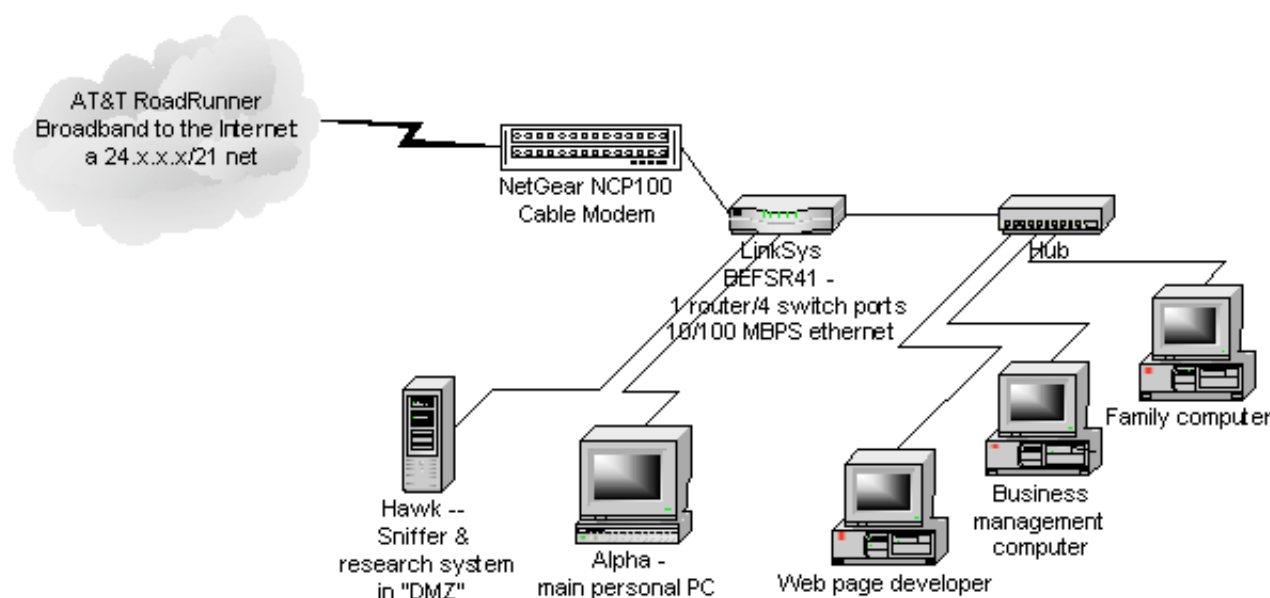 AT&T RoadRunner
Broadband to the Internet
a 24.x.x.x/21 net
NetGear NCP100
Cable Modem
LinkSys
BEFSR41 -
1 router/4 switch ports
10/100 MBPS ethernet
Hub
Hawk --
Sniffer &
research system
in "DMZ"
Alpha -
main personal PC
Web page developer
Business
management
computer
Family computer